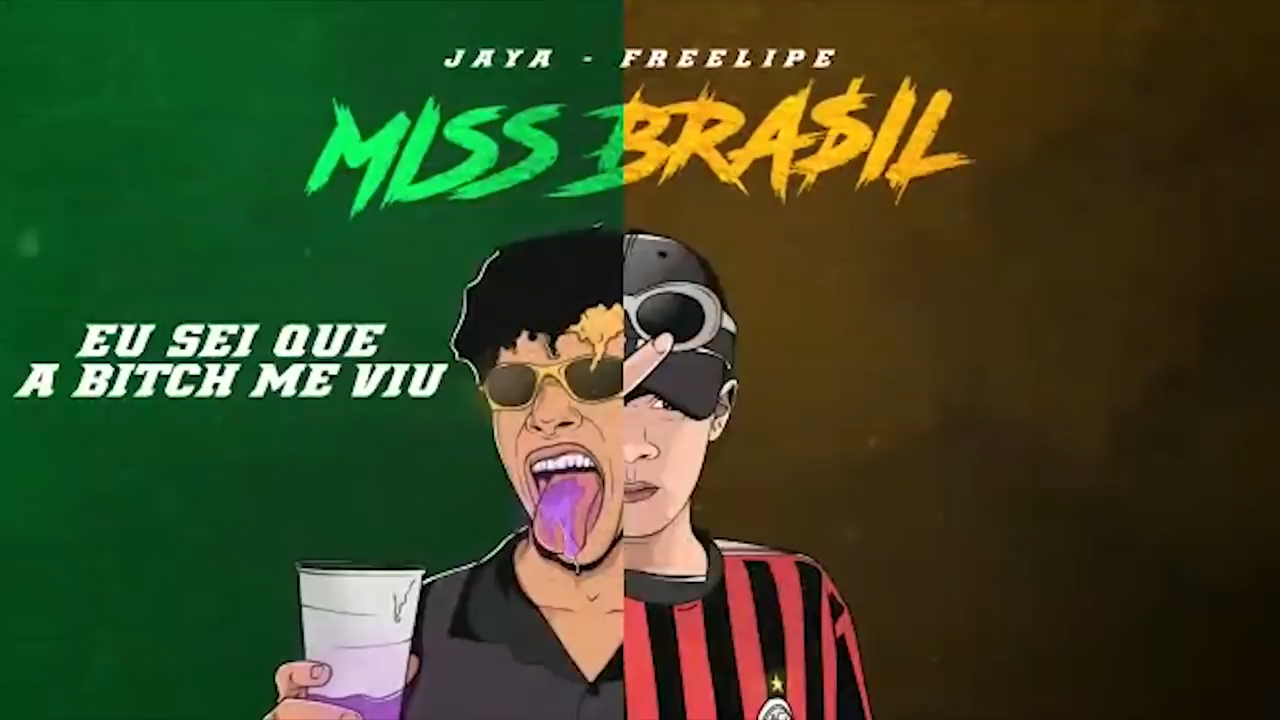 JAYA - FREELIPE
MISS BRA$IL
EU SEI QUE
A BITCH ME VIU